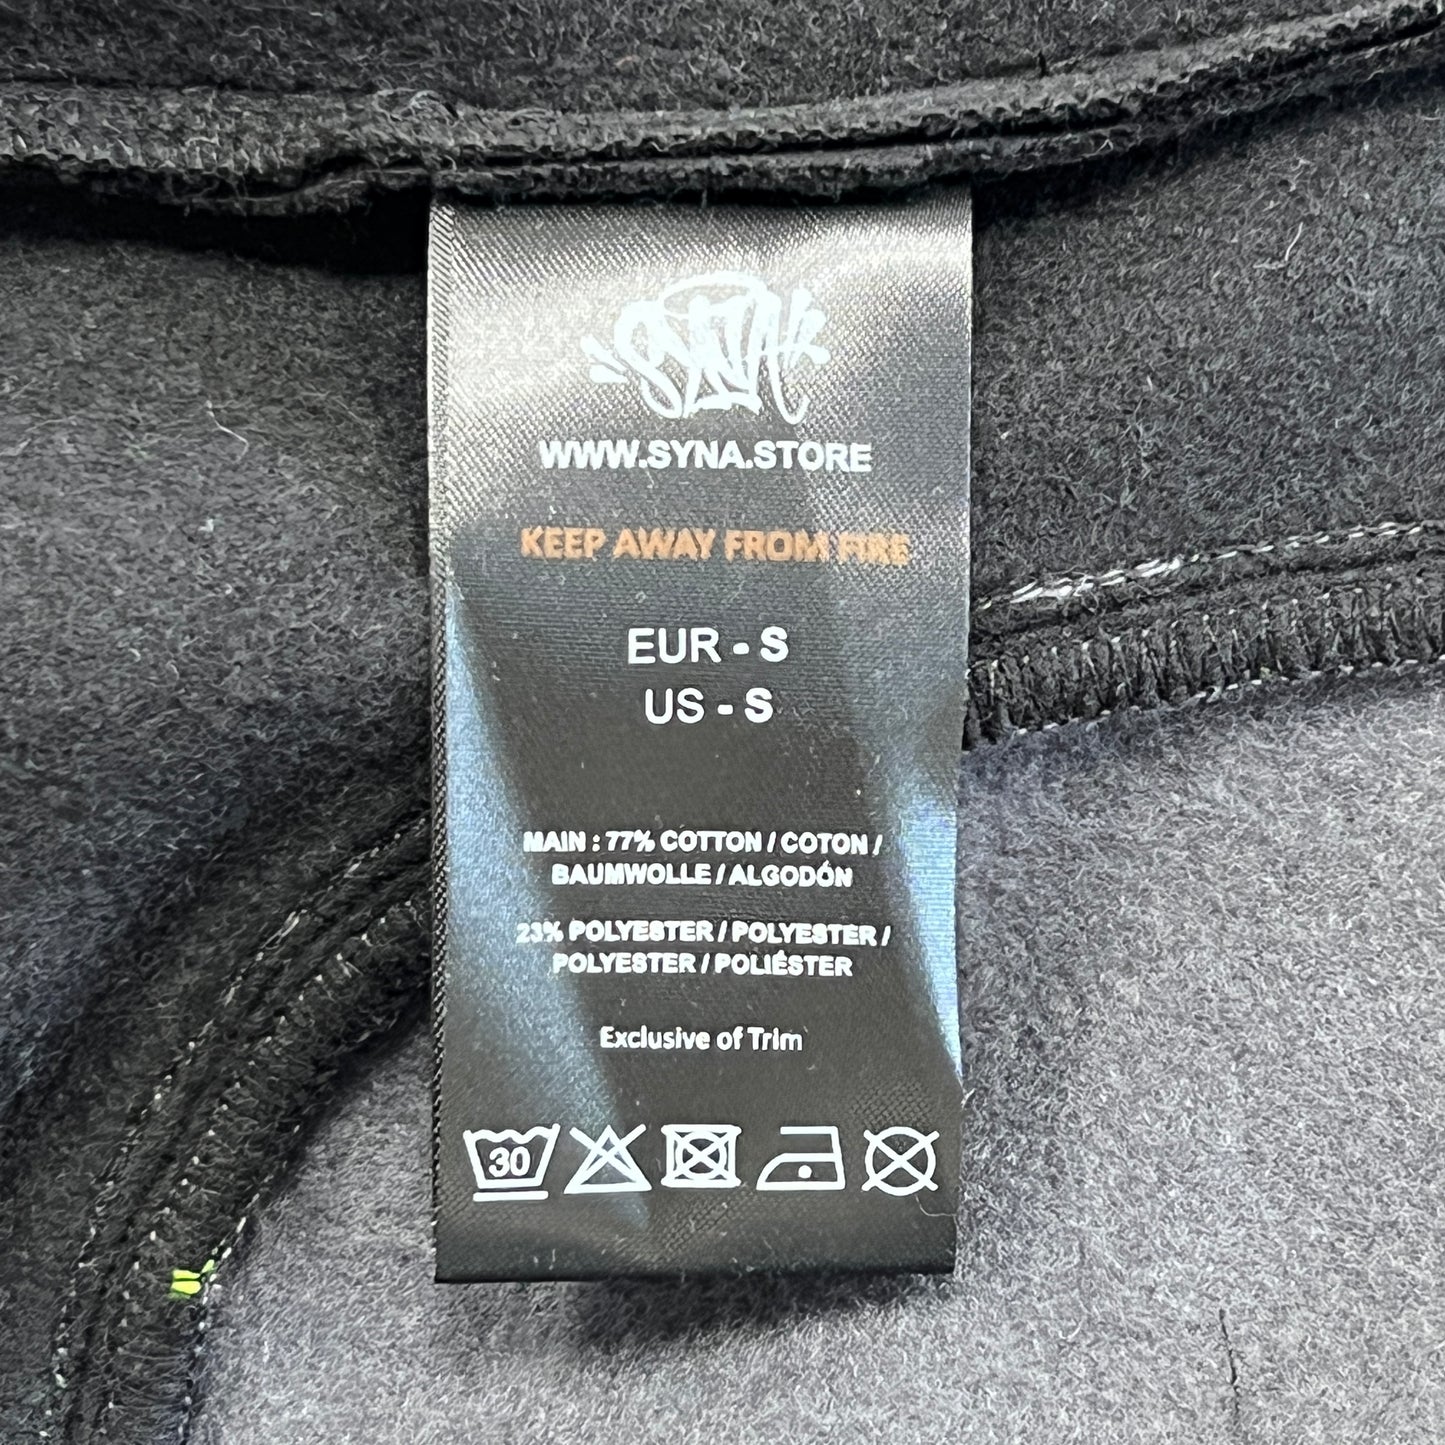 SYNA
WWW.SYNA.STORE
KEEP AWAY FROM FIRE
EUR - S
US - S
MAIN : 77% COTTON / COTON /
BAUMWOLLE / ALGODÓN
23% POLYESTER / POLYESTER /
POLYESTER / POLIÉSTER
Exclusive of Trim
30